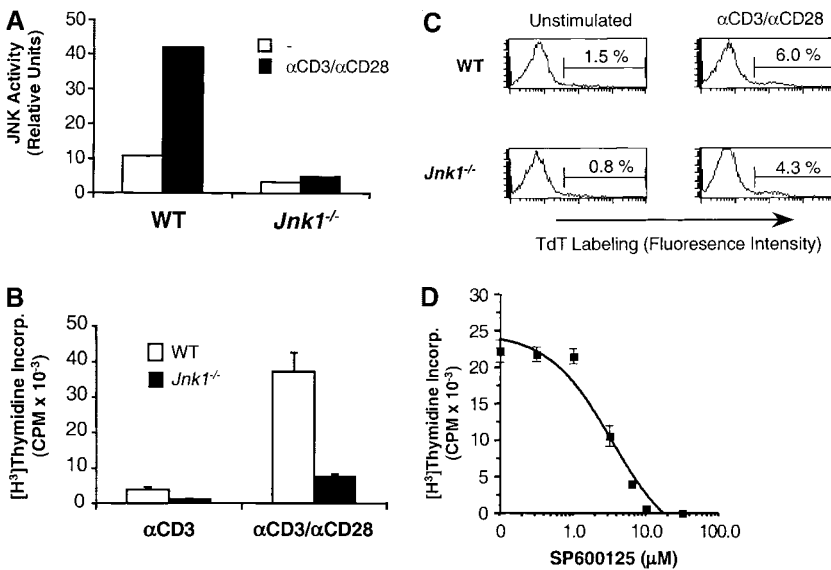 A
JNK Activity
(Relative Units)
50
40
30
20
10
0
-
αCD3/αCD28
WT
Jnk1-/-
C
Unstimulated
αCD3/αCD28
WT
1.5 %
6.0 %
Jnk1-/-
0.8 %
4.3 %
TdT Labeling (Fluoresence Intensity)
B
[H³]Thymidine Incorp.
(CPM x 10⁻³)
50
40
30
20
10
0
WT
Jnk1-/-
αCD3
αCD3/αCD28
D
[H³]Thymidine Incorp.
(CPM x 10⁻³)
30
25
20
15
10
5
0
0
1.0
10.0
100.0
SP600125 (μM)